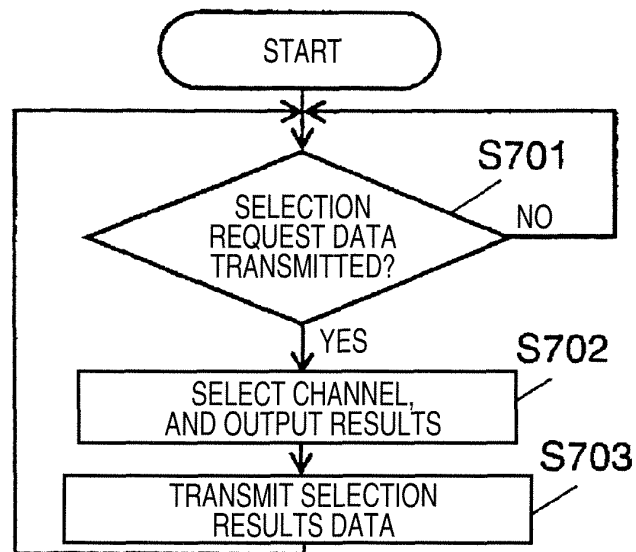 START
S701
SELECTION
REQUEST DATA
TRANSMITTED?
NO
YES
S702
SELECT CHANNEL,
AND OUTPUT RESULTS
S703
TRANSMIT SELECTION
RESULTS DATA